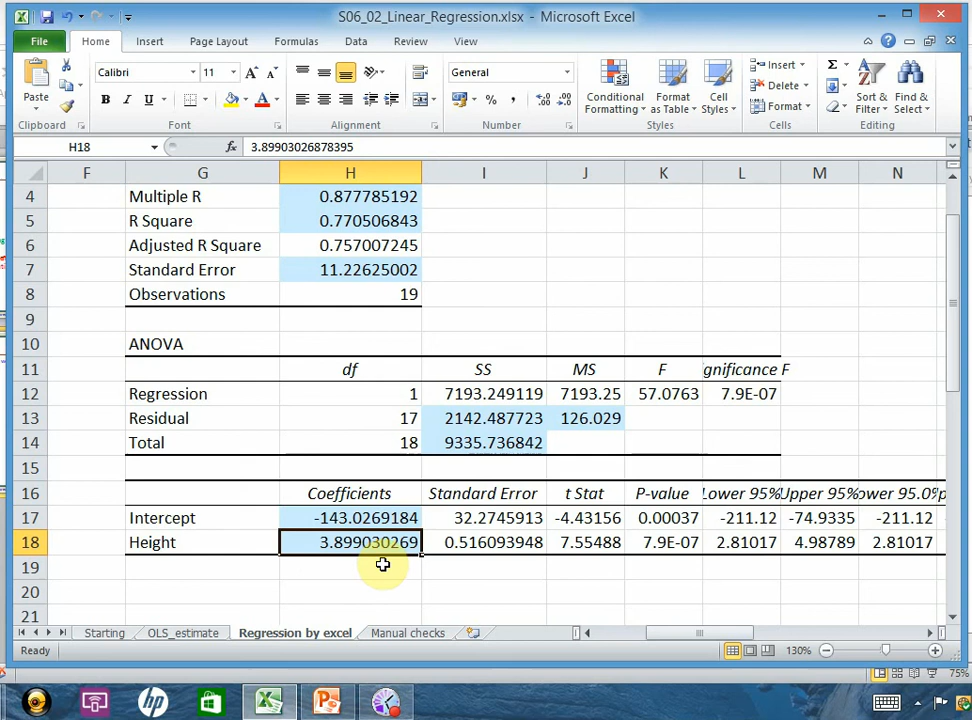 S06_02_Linear_Regression.xlsx - Microsoft Excel
File Home Insert Page Layout Formulas Data Review View
Calibri 11 General Insert Σ
Paste B I U $ % , Conditional Formatting Format as Table Cell Styles Delete Format Sort & Filter Find & Select
Clipboard Font Alignment Number Styles Cells Editing
H18 fx 3.89903026878395
F G H I J K L M N
4 Multiple R 0.877785192
5 R Square 0.770506843
6 Adjusted R Square 0.757007245
7 Standard Error 11.22625002
8 Observations 19
9
10 ANOVA
11 df SS MS F gnificance F
12 Regression 1 7193.249119 7193.25 57.0763 7.9E-07
13 Residual 17 2142.487723 126.029
14 Total 18 9335.736842
15
16 Coefficients Standard Error t Stat P-value Lower 95% Upper 95% ower 95.0% p
17 Intercept -143.0269184 32.2745913 -4.43156 0.00037 -211.12 -74.9335 -211.12
18 Height 3.899030269 0.516093948 7.55488 7.9E-07 2.81017 4.98789 2.81017
19
20
21
Starting OLS_estimate Regression by excel Manual checks
Ready 130%
75%
hp